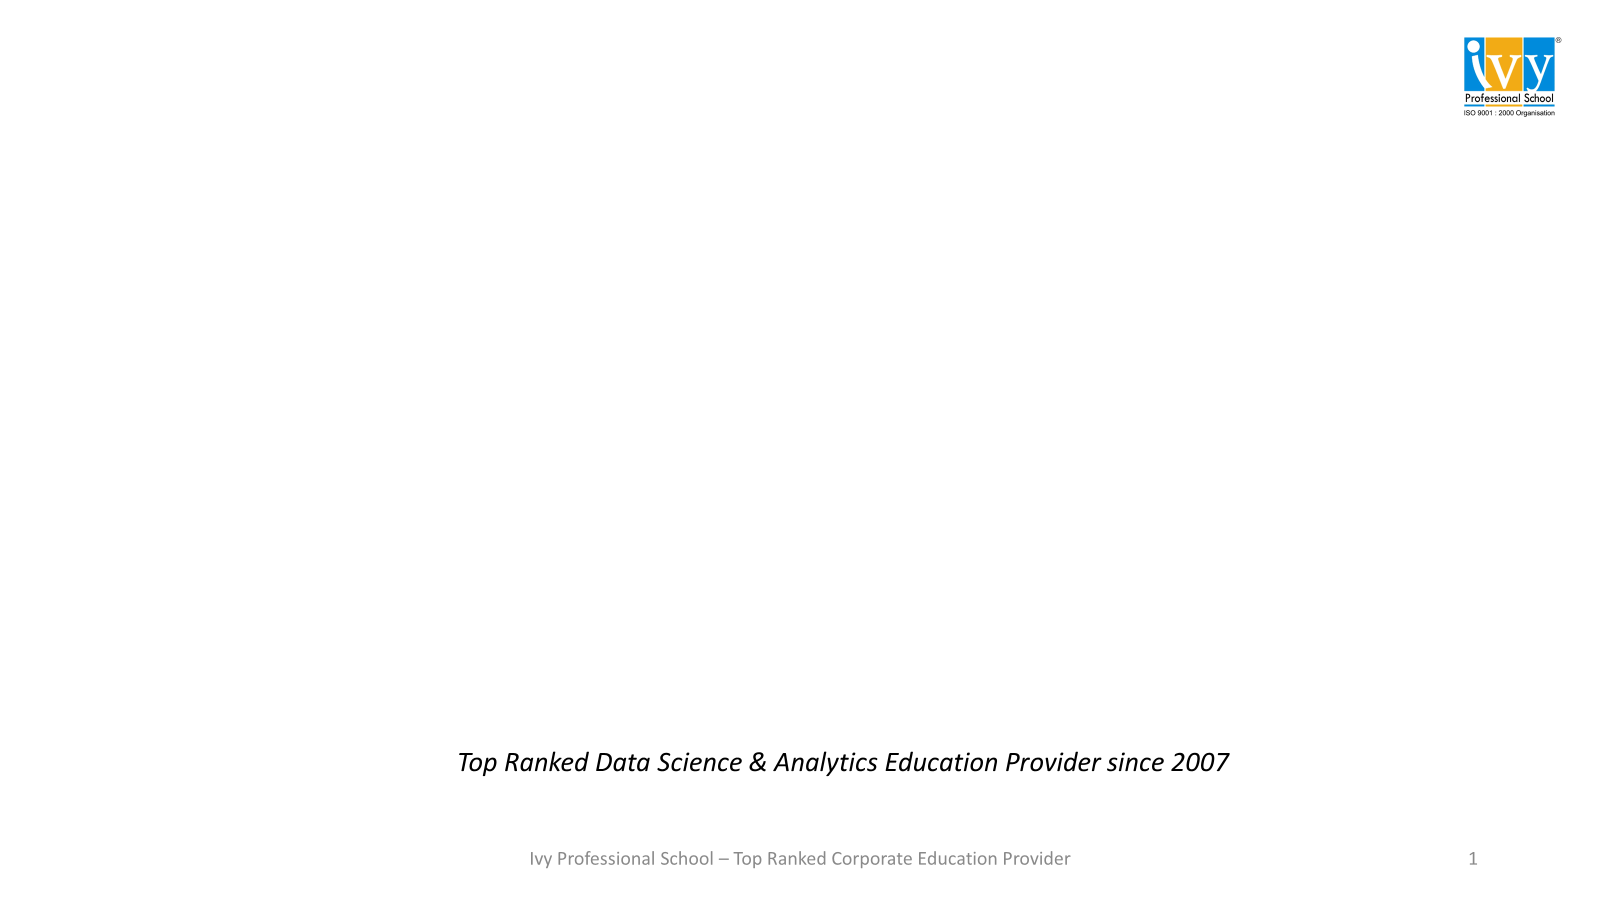 ivy
®
Professional School
ISO 9001 : 2000 Organisation
Top Ranked Data Science & Analytics Education Provider since 2007
Ivy Professional School – Top Ranked Corporate Education Provider
1